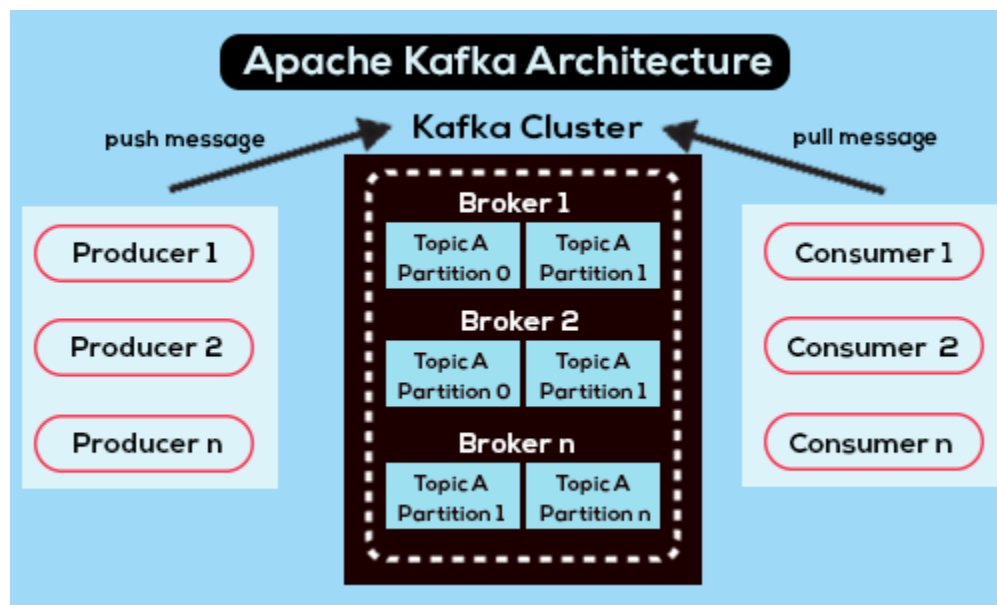 Apache Kafka Architecture
push message
Kafka Cluster
pull message
Producer 1
Producer 2
Producer n
Broker 1
Topic A
Partition 0
Topic A
Partition 1
Broker 2
Topic A
Partition 0
Topic A
Partition 1
Broker n
Topic A
Partition 1
Topic A
Partition n
Consumer 1
Consumer 2
Consumer n